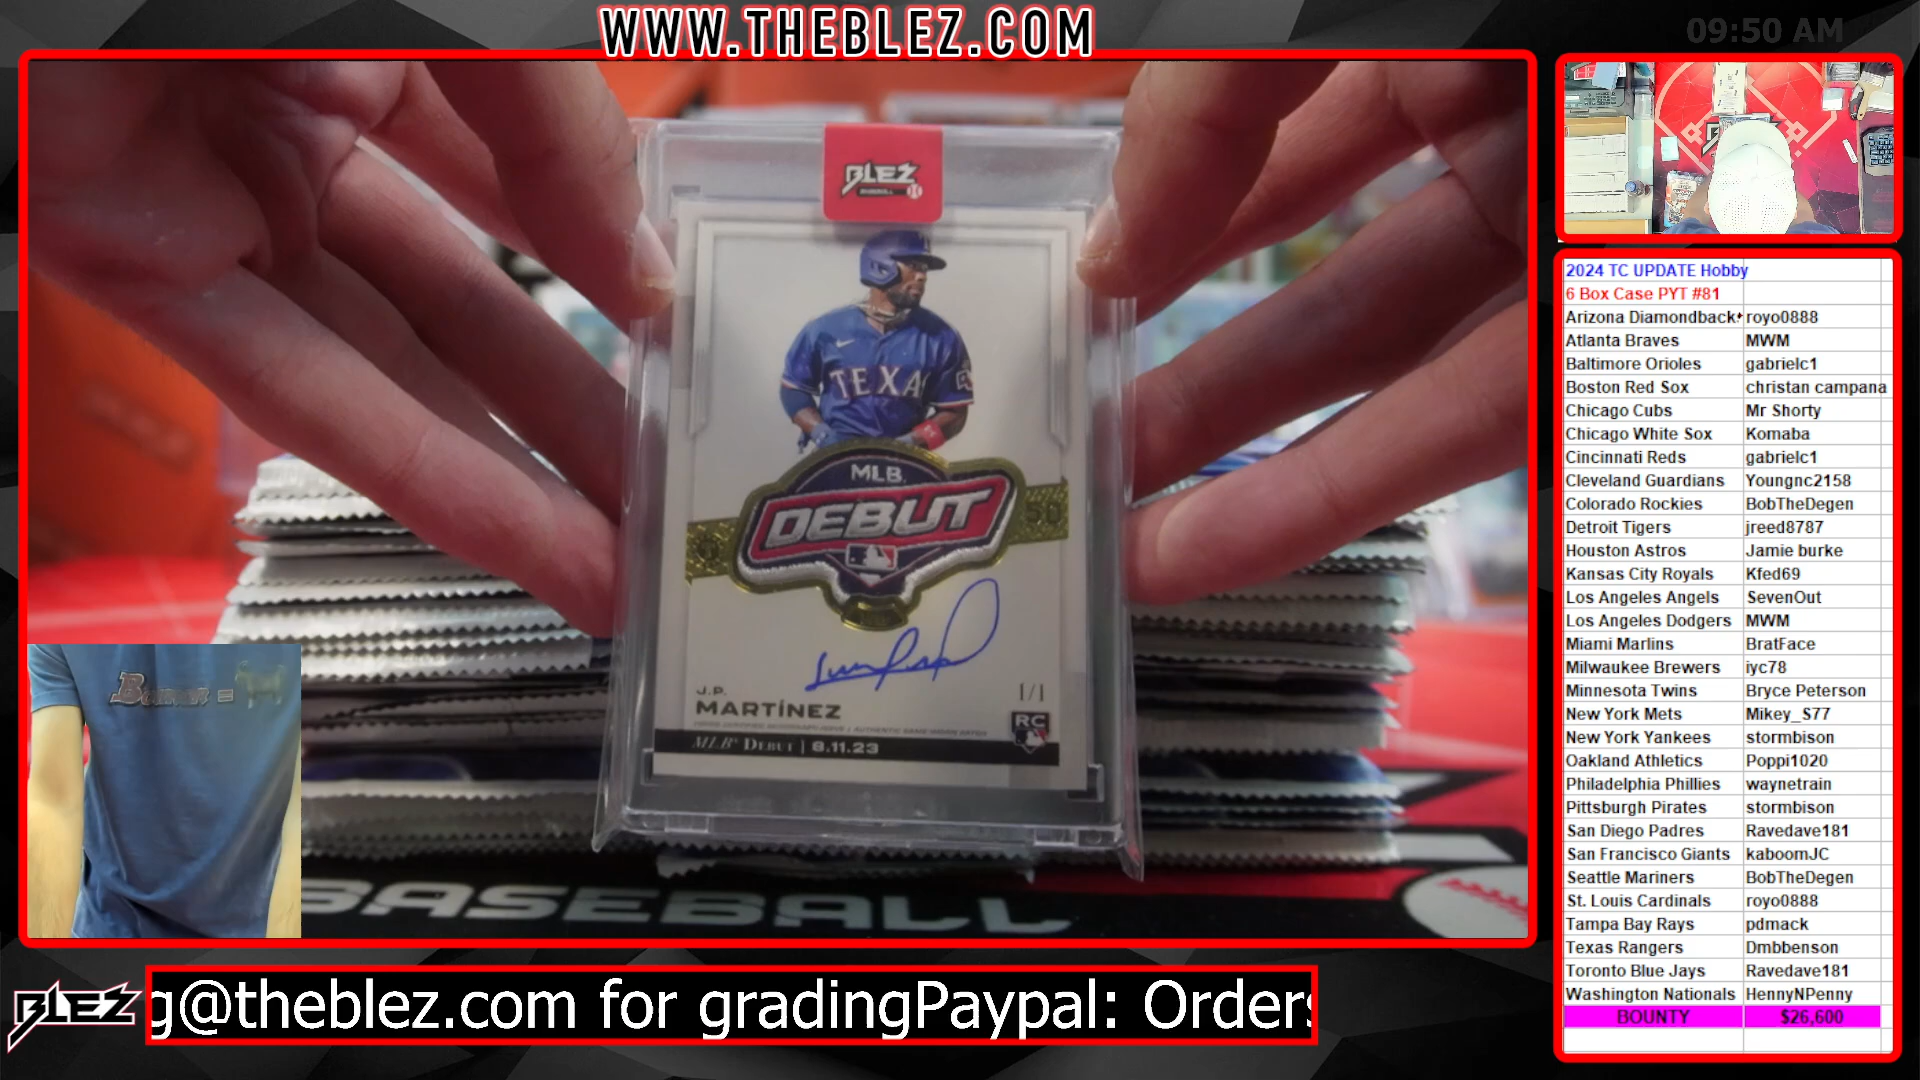 WWW.THEBLEZ.COM
09:50 AM
BLEZ
BASEBALL
TEXA
MLB
DEBUT
50
J.P.
MARTÍNEZ
1/1
RC
MLB® DEBUT | 8.11.23
BASEBALL
Bowman =
2024 TC UPDATE Hobby
6 Box Case PYT #81
Arizona Diamondback royo0888
Atlanta Braves MWM
Baltimore Orioles gabrielc1
Boston Red Sox christan campana
Chicago Cubs Mr Shorty
Chicago White Sox Komaba
Cincinnati Reds gabrielc1
Cleveland Guardians Youngnc2158
Colorado Rockies BobTheDegen
Detroit Tigers jreed8787
Houston Astros Jamie burke
Kansas City Royals Kfed69
Los Angeles Angels SevenOut
Los Angeles Dodgers MWM
Miami Marlins BratFace
Milwaukee Brewers iyc78
Minnesota Twins Bryce Peterson
New York Mets Mikey_S77
New York Yankees stormbison
Oakland Athletics Poppi1020
Philadelphia Phillies waynetrain
Pittsburgh Pirates stormbison
San Diego Padres Ravedave181
San Francisco Giants kaboomJC
Seattle Mariners BobTheDegen
St. Louis Cardinals royo0888
Tampa Bay Rays pdmack
Texas Rangers Dmbbenson
Toronto Blue Jays Ravedave181
Washington Nationals HennyNPenny
BOUNTY $26,600
BLEZ
g@theblez.com for gradingPaypal: Orders